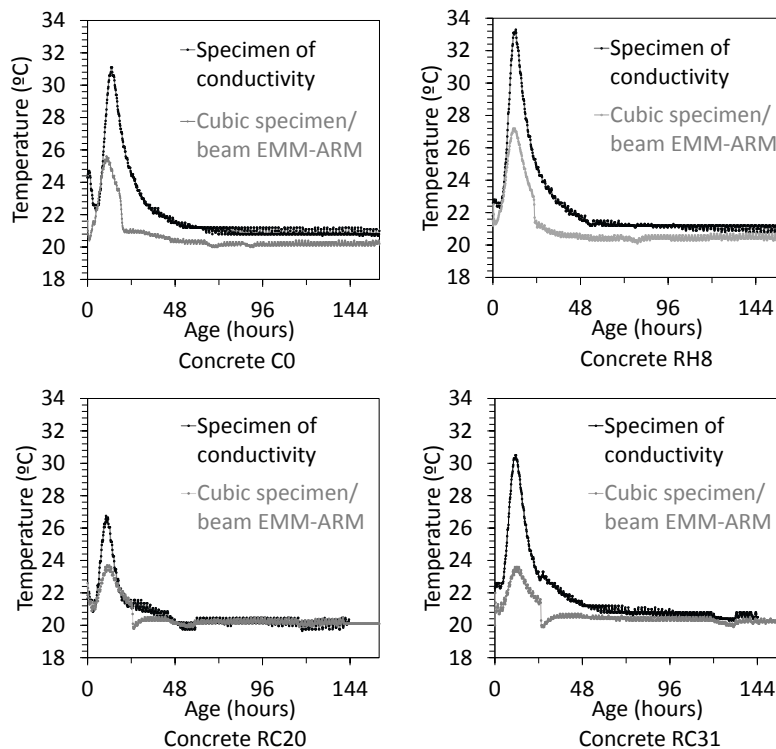 34
32
30
28
26
24
22
20
18
Temperature (ºC)
Specimen of
conductivity
Cubic specimen/
beam EMM-ARM
0 48 96 144
Age (hours)
Concrete C0
34
32
30
28
26
24
22
20
18
Temperature (ºC)
Specimen of
conductivity
Cubic specimen/
beam EMM-ARM
0 48 96 144
Age (hours)
Concrete RH8
34
32
30
28
26
24
22
20
18
Temperature (ºC)
Specimen of
conductivity
Cubic specimen/
beam EMM-ARM
0 48 96 144
Age (hours)
Concrete RC20
34
32
30
28
26
24
22
20
18
Temperature (ºC)
Specimen of
conductivity
Cubic specimen/
beam EMM-ARM
0 48 96 144
Age (hours)
Concrete RC31